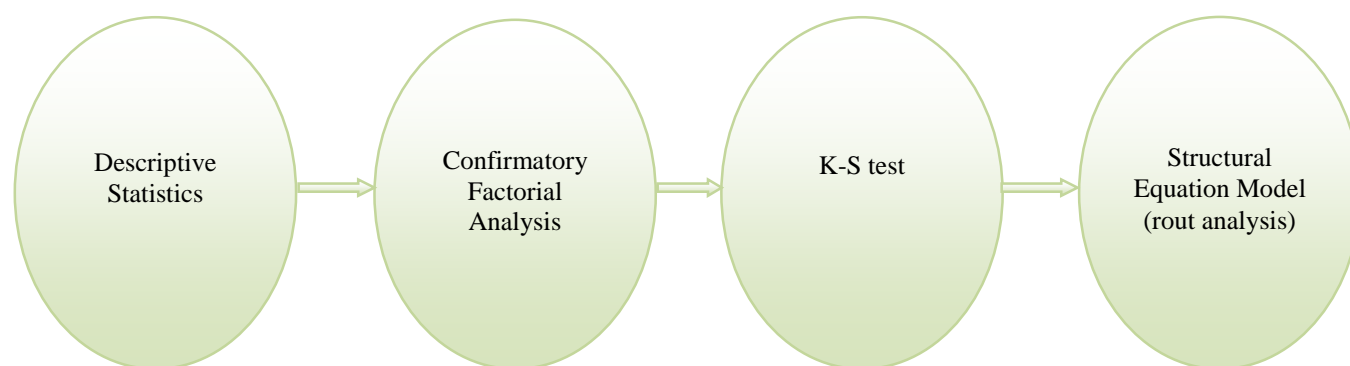 Descriptive
Statistics
Confirmatory
Factorial
Analysis
K-S test
Structural
Equation Model
(rout analysis)